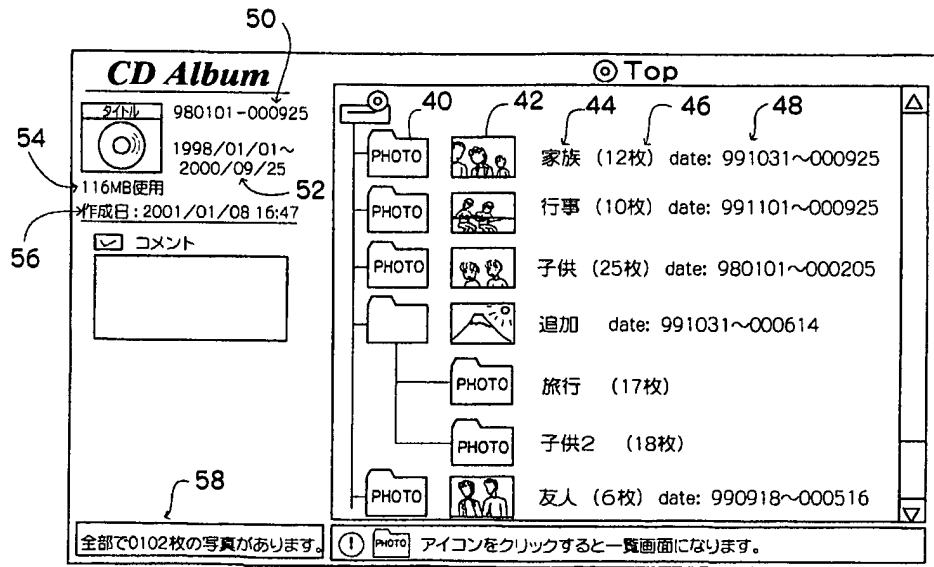 50
CD Album
◎Top
タイトル
980101-000925
1998/01/01～
2000/09/25
54
52
116MB使用
作成日:2001/01/08 16:47
56
コメント
40
42
44
46
48
PHOTO
家族 (12枚) date: 991031～000925
PHOTO
行事 (10枚) date: 991101～000925
PHOTO
子供 (25枚) date: 980101～000205
追加 date: 991031～000614
PHOTO
旅行 (17枚)
PHOTO
子供2 (18枚)
PHOTO
友人 (6枚) date: 990918～000516
58
全部で0102枚の写真があります。
! PHOTO アイコンをクリックすると一覧画面になります。